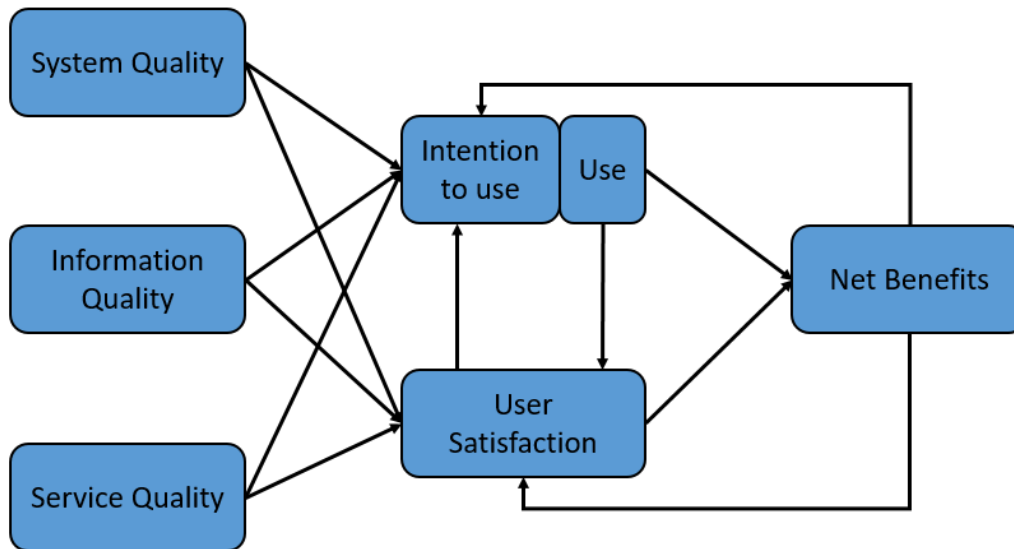 System Quality
Intention
to use
Use
Information
Quality
Net Benefits
User
Satisfaction
Service Quality